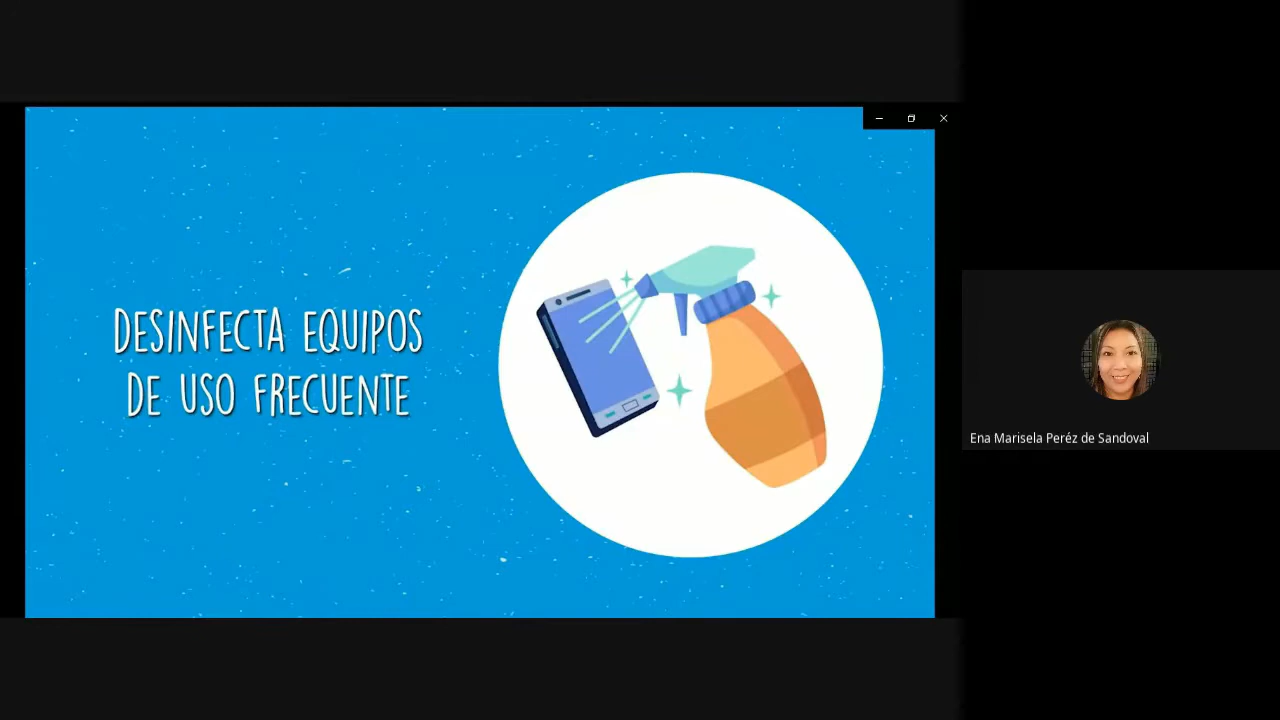 DESINFECTA EQUIPOS
DE USO FRECUENTE
Ena Marisela Peréz de Sandoval